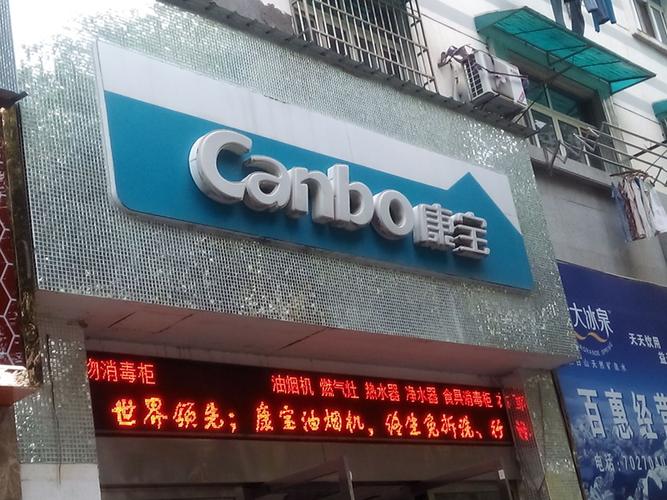 Canbo康宝
勿消毒柜
油烟机 燃气灶 热水器 净水器 食具消毒柜
世界领先；康宝油烟机，终生免拆洗、行
大冰泉
天天饮用
百惠经营
电话：7027